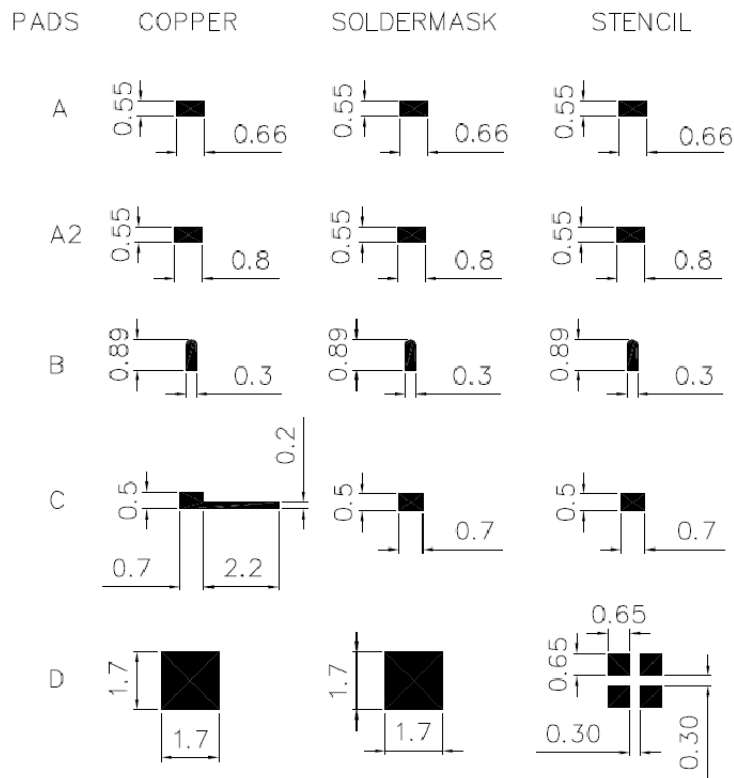 PADS COPPER SOLDERMASK STENCIL
A 0.55 0.66 0.55 0.66 0.55 0.66
A2 0.55 0.8 0.55 0.8 0.55 0.8
B 0.89 0.3 0.89 0.3 0.89 0.3
C 0.5 0.2 0.5 0.5
0.7 0.7
0.7 2.2
0.65
D 1.7 1.7 0.65
1.7 1.7 0.30 0.30